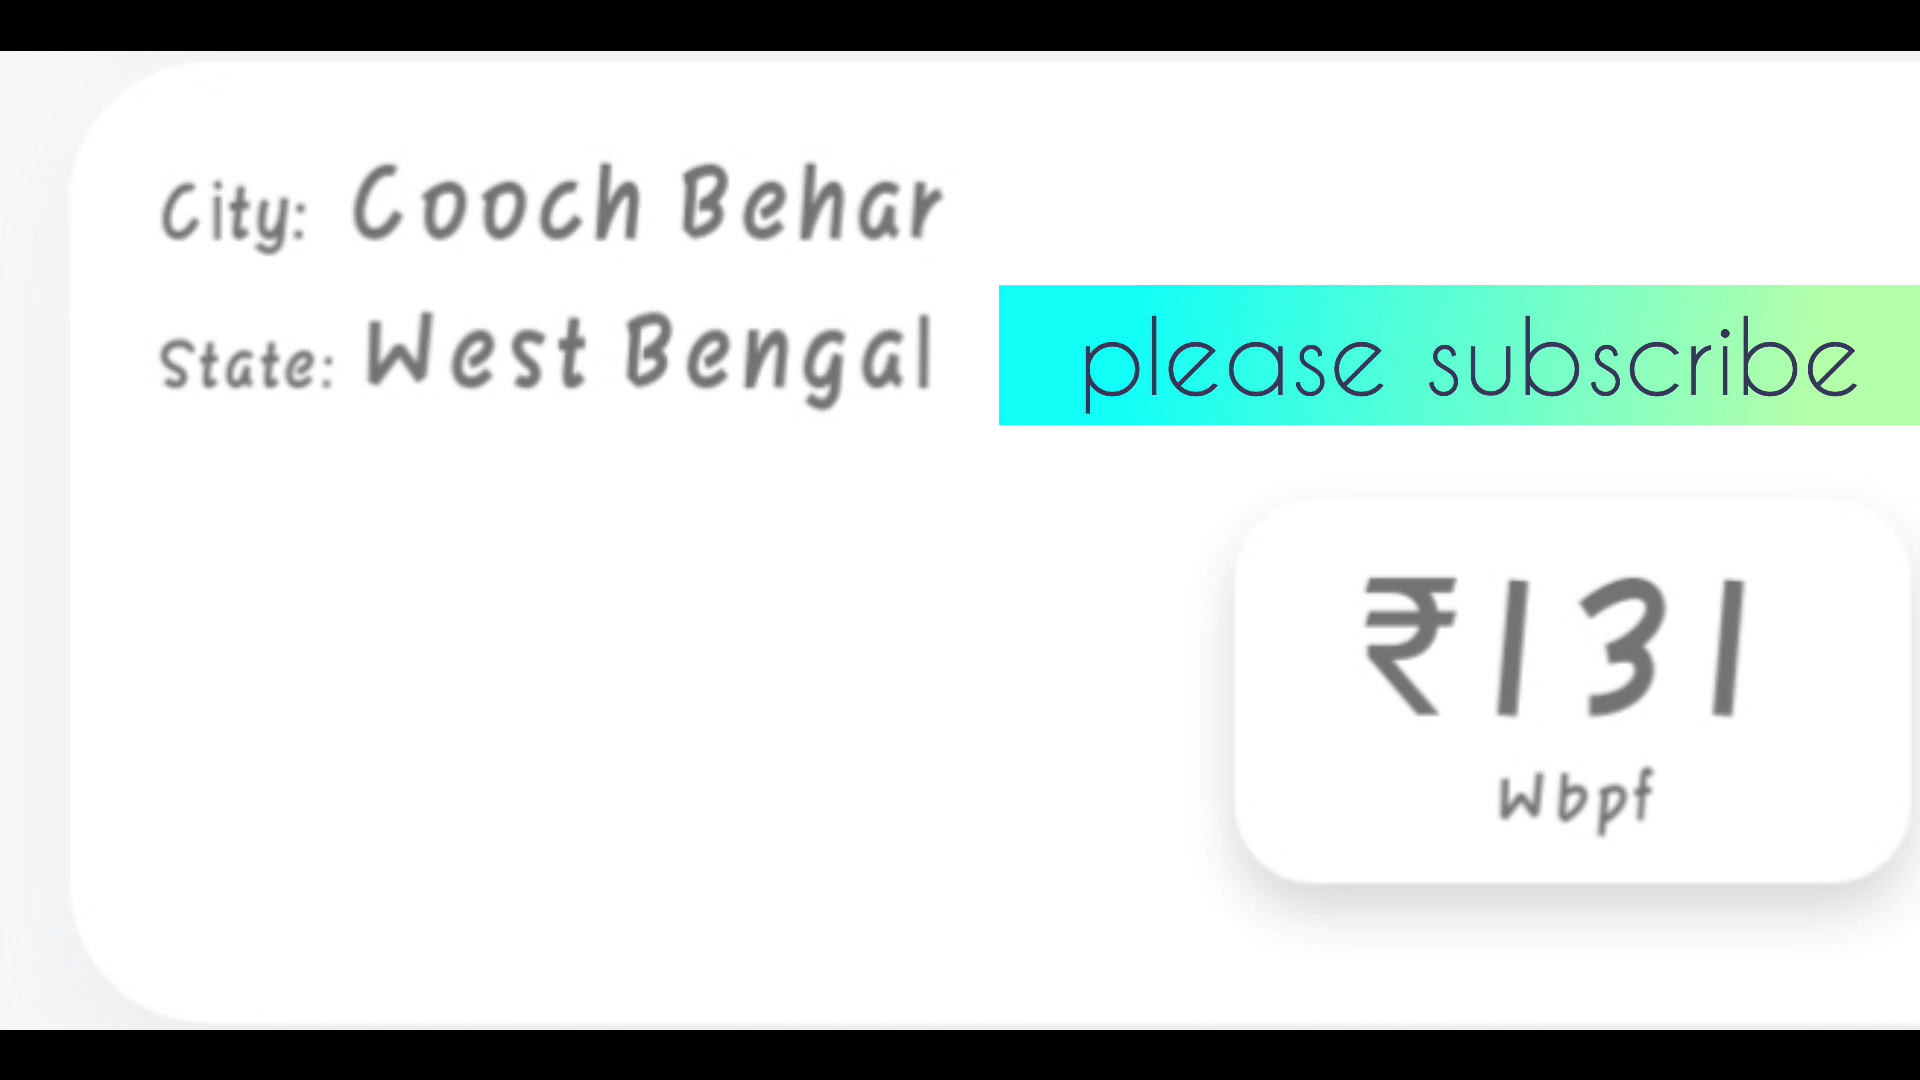 City: Cooch Behar
State: West Bengal
please subscribe
₹131
Wbpf